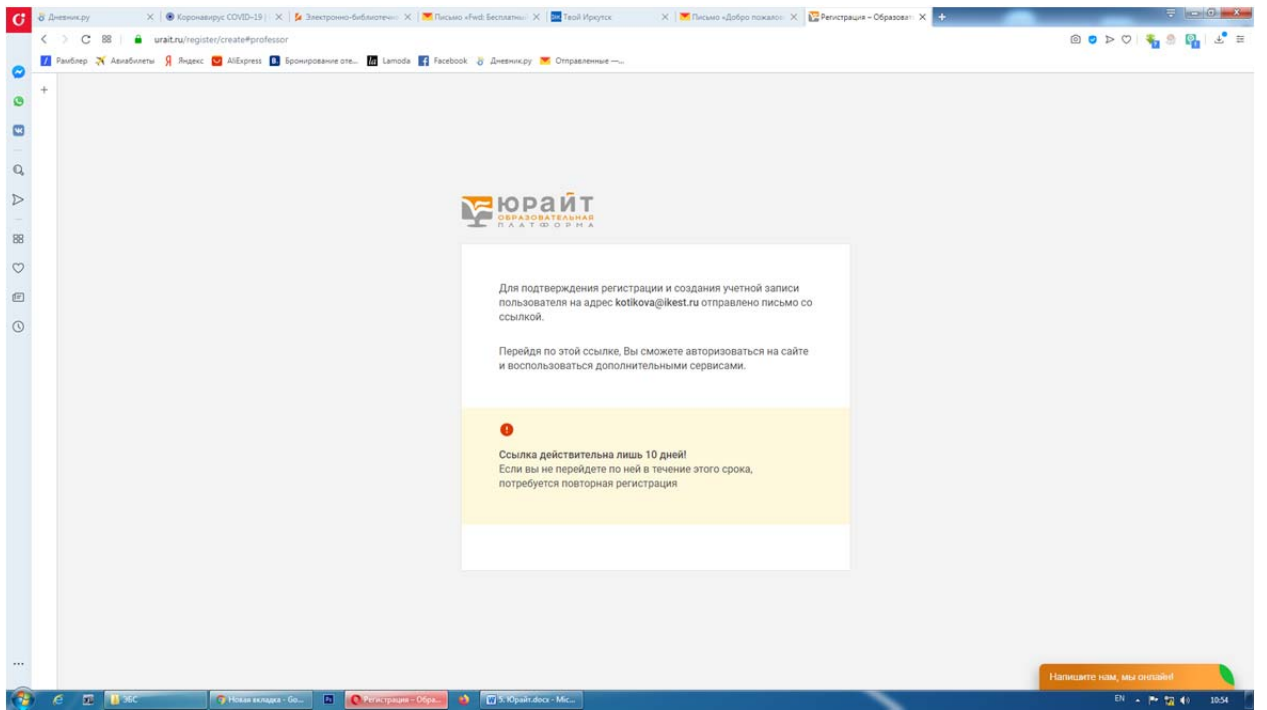 Дневник.ру
Коронавирус COVID-19 |
Электронно-библиотечн
Письмо «Fwd: Бесплатны
Твой Иркутск
Письмо «Добро пожалов
Регистрация – Образоват
urait.ru/register/create#professor
Рамблер
Авиабилеты
Яндекс
AliExpress
Бронирование оте...
Lamoda
Facebook
Дневник.ру
Отправленные —...
юрайт
ОБРАЗОВАТЕЛЬНАЯ
ПЛАТФОРМА
Для подтверждения регистрации и создания учетной записи
пользователя на адрес kotikova@ikest.ru отправлено письмо со
ссылкой.
Перейдя по этой ссылке, Вы сможете авторизоваться на сайте
и воспользоваться дополнительными сервисами.
Ссылка действительна лишь 10 дней!
Если вы не перейдете по ней в течение этого срока,
потребуется повторная регистрация
Напишите нам, мы онлайн!
ЭБС
Новая вкладка - Go...
Регистрация – Обра...
5. Юрайт.docx - Mic...
EN
10:54